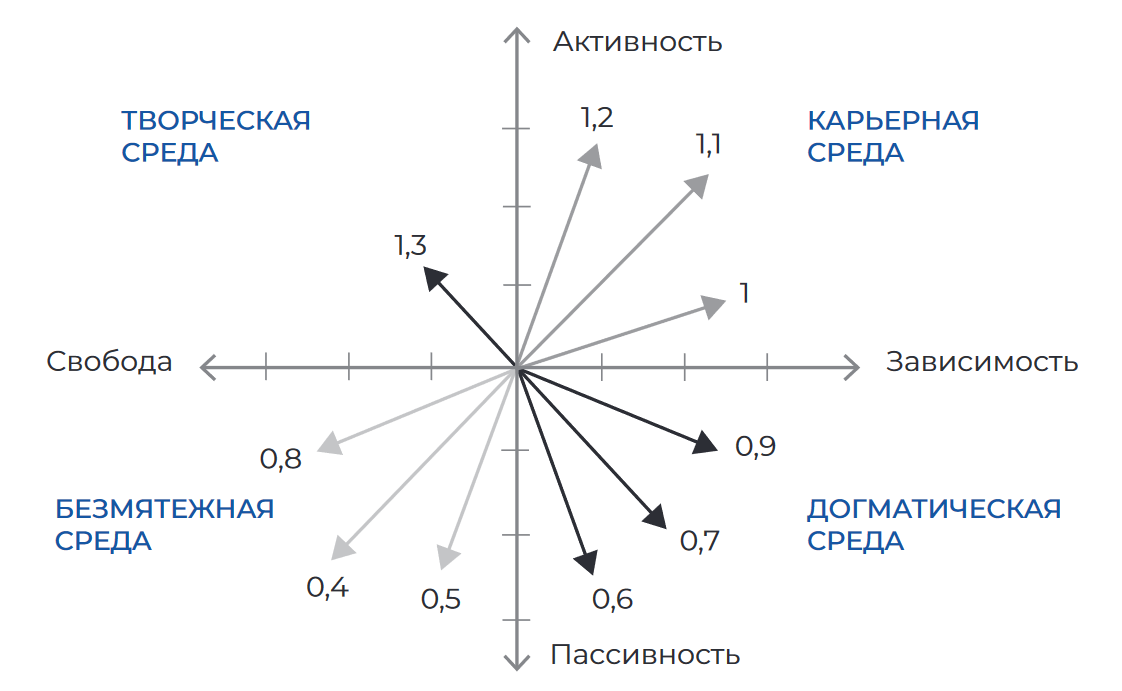 Активность
ТВОРЧЕСКАЯ
СРЕДА
1,2
КАРЬЕРНАЯ
СРЕДА
1,1
1,3
1
Свобода
Зависимость
0,8
0,9
БЕЗМЯТЕЖНАЯ
СРЕДА
ДОГМАТИЧЕСКАЯ
СРЕДА
0,7
0,4
0,5
0,6
Пассивность